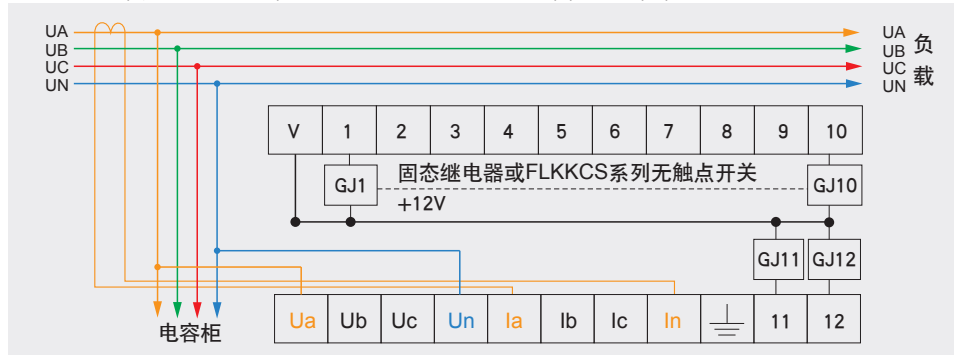 UA
UB
UC
UN
UA
UB
UC
UN
负
载
V 1 2 3 4 5 6 7 8 9 10
GJ1
固态继电器或FLKKCS系列无触点开关
GJ10
+12V
GJ11
GJ12
Ua Ub Uc Un Ia Ib Ic In 11 12
电容柜